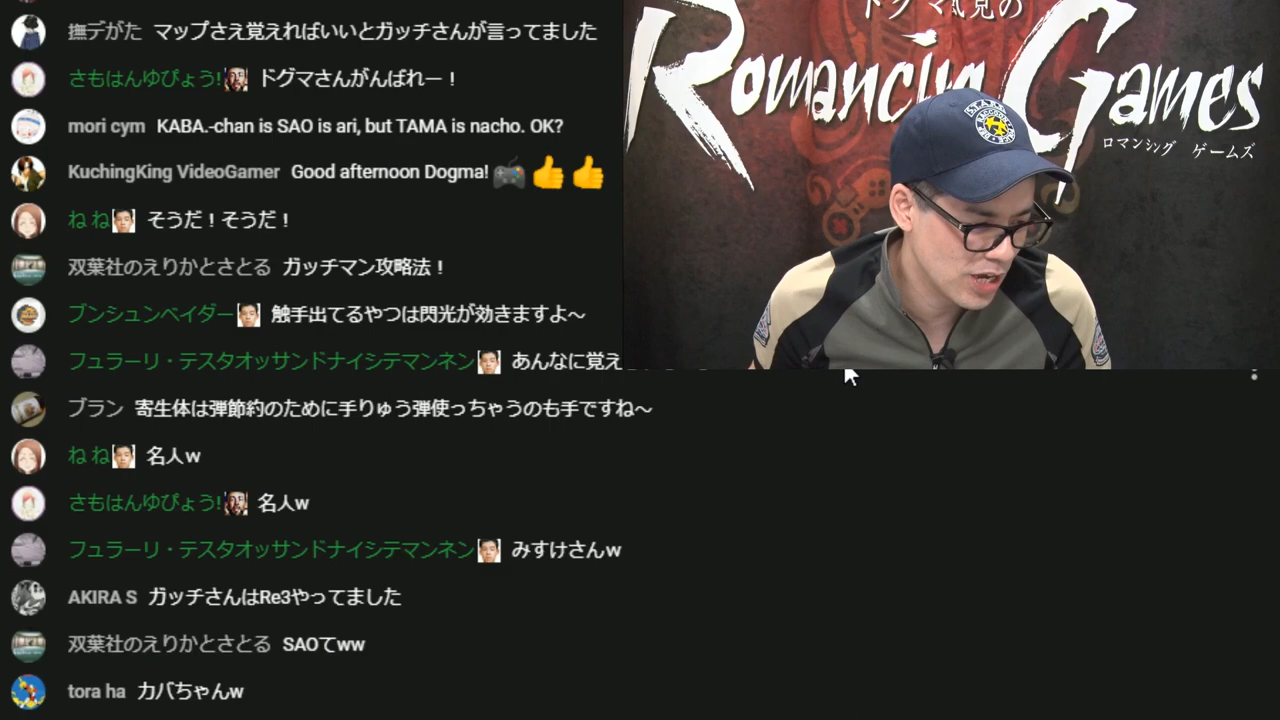 撫デがた マップさえ覚えればいいとガッチさんが言ってました
さもはんゆぴょう! ドグマさんがんばれー！
mori cym KABA.-chan is SAO is ari, but TAMA is nacho. OK?
KuchingKing VideoGamer Good afternoon Dogma! 🎮👍👍
ね ね そうだ！そうだ！
双葉社のえりかとさとる ガッチマン攻略法！
ブンシュンベイダー 触手出てるやつは閃光が効きますよ〜
フュラーリ・テスタオッサンドナイシテマンネン あんなに覚え
ブラン 寄生体は弾節約のために手りゅう弾使っちゃうのも手ですね〜
ね ね 名人w
さもはんゆぴょう! 名人w
フュラーリ・テスタオッサンドナイシテマンネン みすけさんw
AKIRA S ガッチさんはRe3やってました
双葉社のえりかとさとる SAOてww
tora ha カバちゃんw
ドグマ風見の
Romancing Games
ロマンシング ゲームズ
S.T.A.R.S.